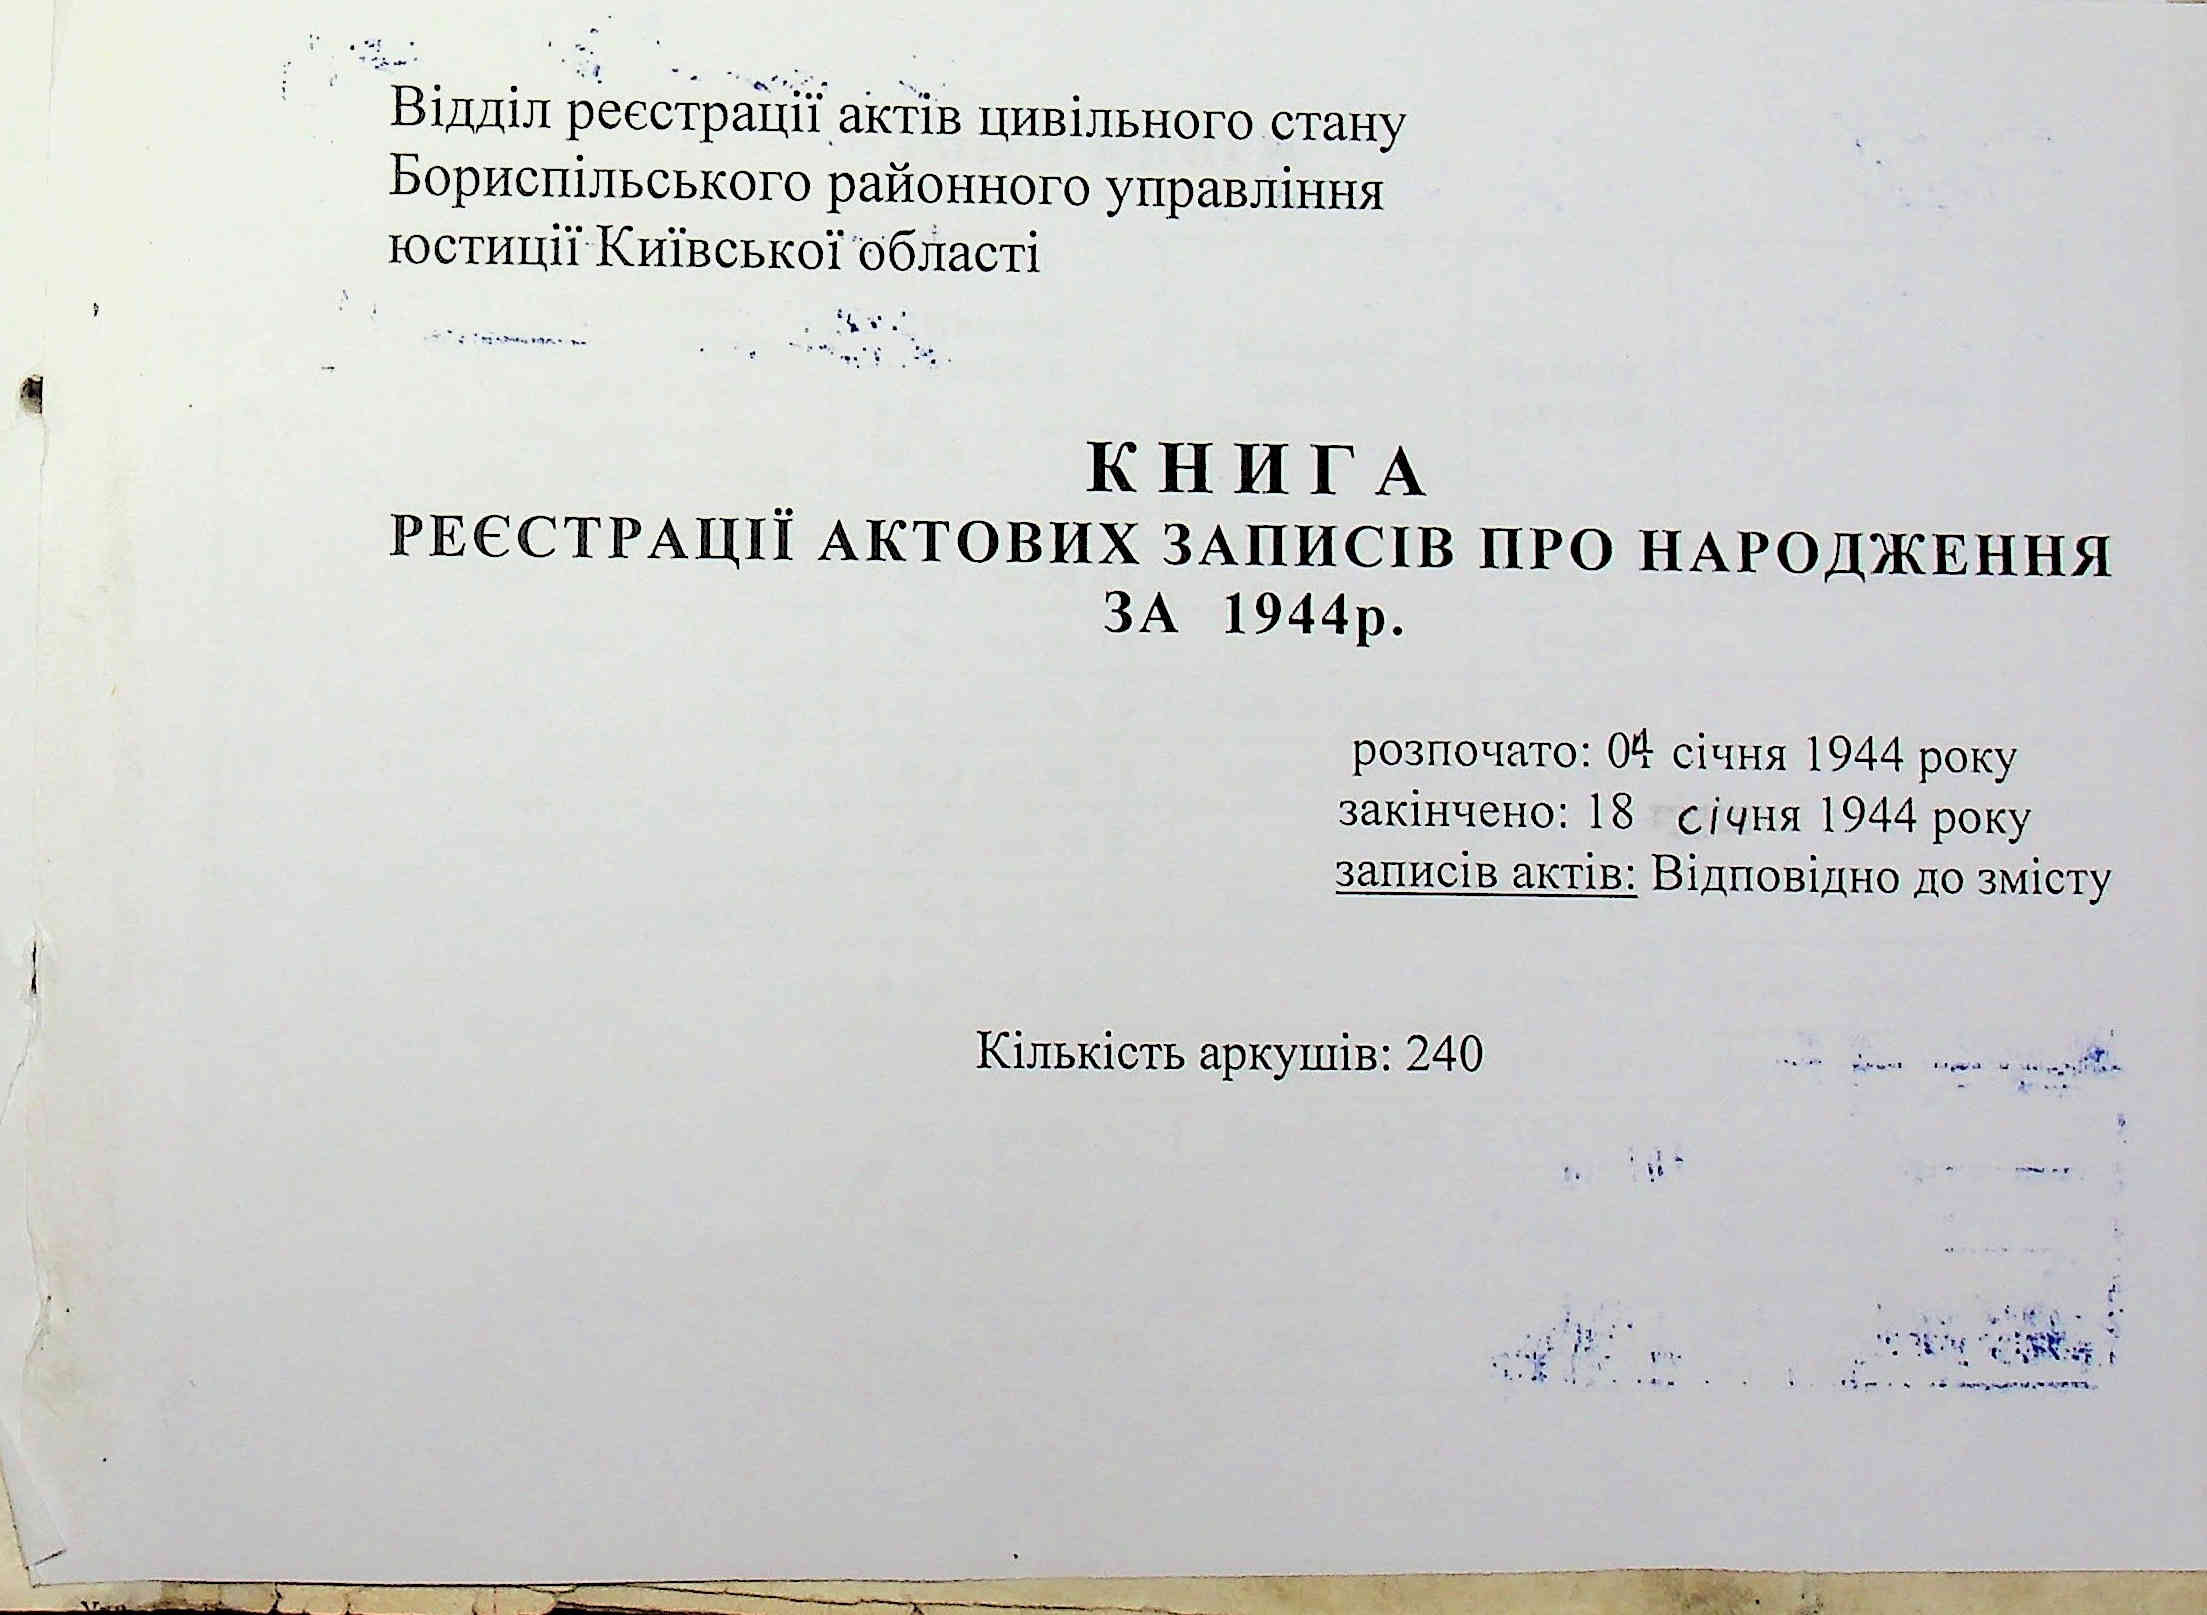 Відділ реєстрації актів цивільного стану
Бориспільського районного управління
юстиції Київської області
КНИГА
РЕЄСТРАЦІЇ АКТОВИХ ЗАПИСІВ ПРО НАРОДЖЕННЯ
ЗА 1944р.
розпочато: 04 січня 1944 року
закінчено: 18 січня 1944 року
записів актів: Відповідно до змісту
Кількість аркушів: 240